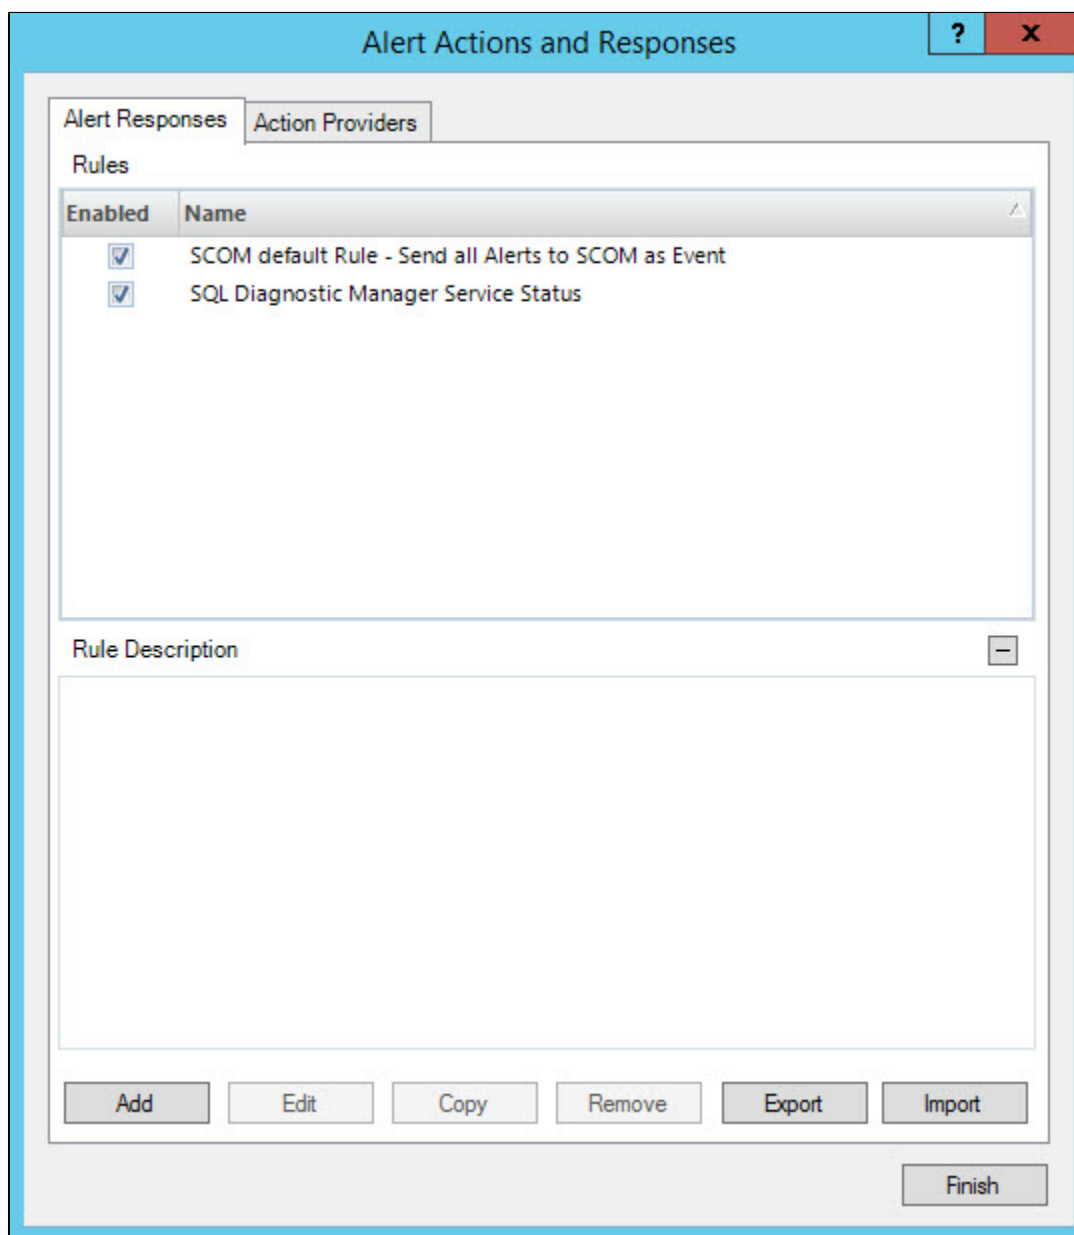 Alert Actions and Responses
?
x
Alert Responses
Action Providers
Rules
Enabled
Name
SCOM default Rule - Send all Alerts to SCOM as Event
SQL Diagnostic Manager Service Status
Rule Description
Add
Edit
Copy
Remove
Export
Import
Finish